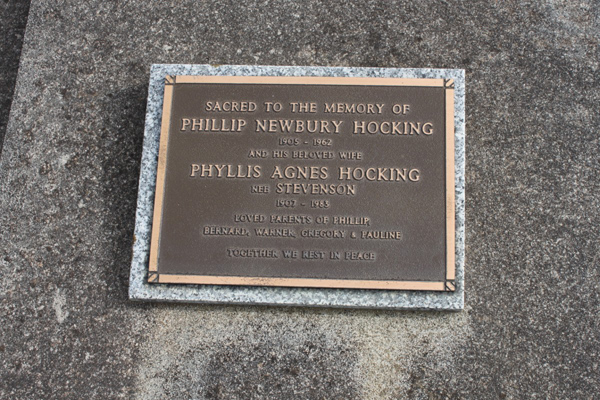 SACRED TO THE MEMORY OF
PHILLIP NEWBURY HOCKING
1905 - 1962
AND HIS BELOVED WIFE
PHYLLIS AGNES HOCKING
NEE STEVENSON
1907 - 1983
LOVED PARENTS OF PHILLIP,
BERNARD, WARNER, GREGORY & PAULINE
TOGETHER WE REST IN PEACE